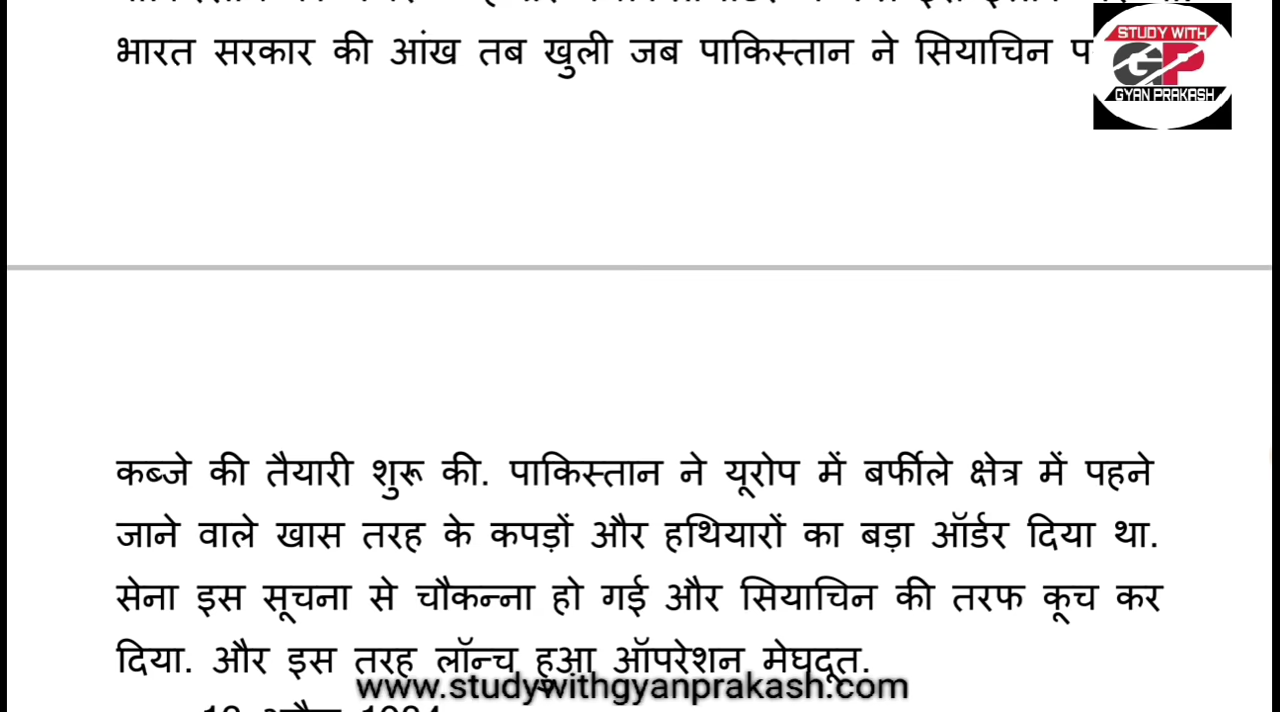 भारत सरकार की आंख तब खुली जब पाकिस्तान ने सियाचिन प
STUDY WITH
GP
GYAN PRAKASH
कब्जे की तैयारी शुरू की. पाकिस्तान ने यूरोप में बर्फीले क्षेत्र में पहने
जाने वाले खास तरह के कपड़ों और हथियारों का बड़ा ऑर्डर दिया था.
सेना इस सूचना से चौकन्ना हो गई और सियाचिन की तरफ कूच कर
दिया. और इस तरह लॉन्च हुआ ऑपरेशन मेघदूत.
www.studywithgyanprakash.com